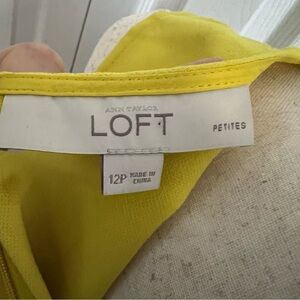 ANN TAYLOR
LOFT
PETITES
12P MADE IN
CHINA